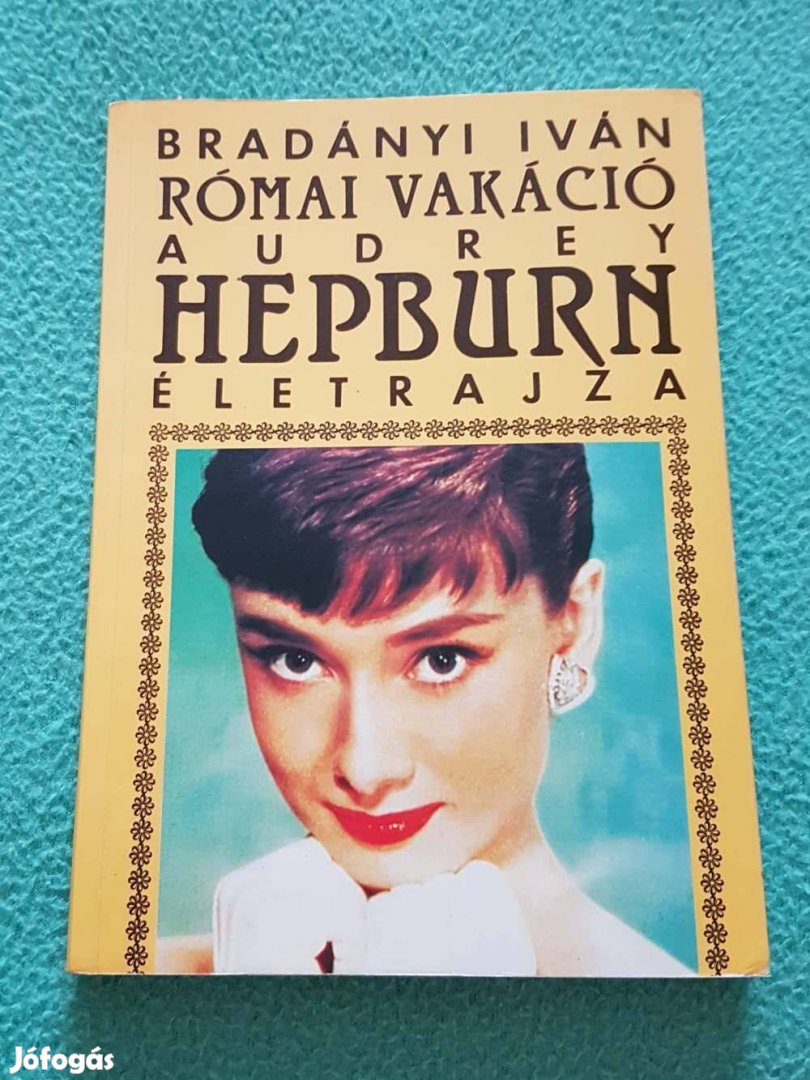 BRADÁNYI IVÁN
RÓMAI VAKÁCIÓ
AUDREY
HEPBURN
ÉLETRAJZA
Jófogás